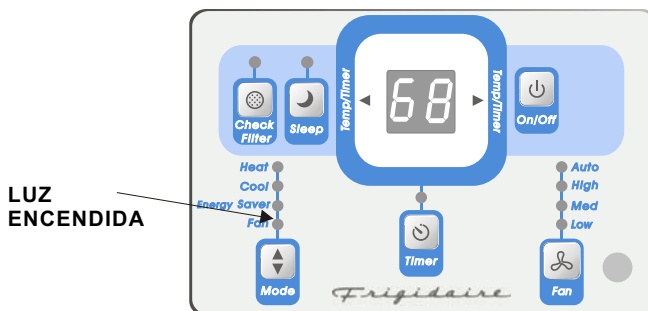 LUZ
ENCENDIDA
Check
Filter
Sleep
Temp/Timer
68
Temp/Timer
On/Off
Heat
Cool
Energy Saver
Fan
Mode
Timer
Auto
High
Med
Low
Fan
Frigidaire